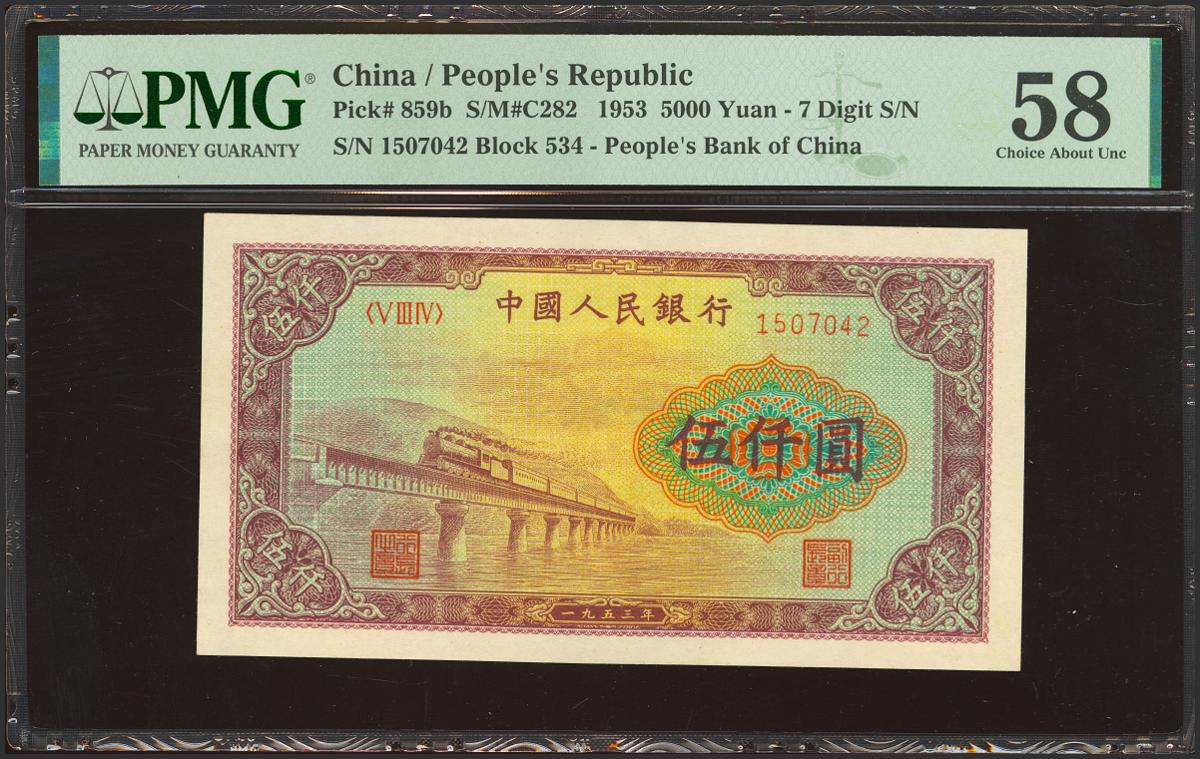 PMG®
PAPER MONEY GUARANTY
China / People's Republic
Pick# 859b S/M#C282 1953 5000 Yuan - 7 Digit S/N
S/N 1507042 Block 534 - People's Bank of China
58
Choice About Unc
伍仟
伍仟
〈V III IV〉
中國人民銀行
1507042
伍仟圓
伍仟
伍仟
一九五三年